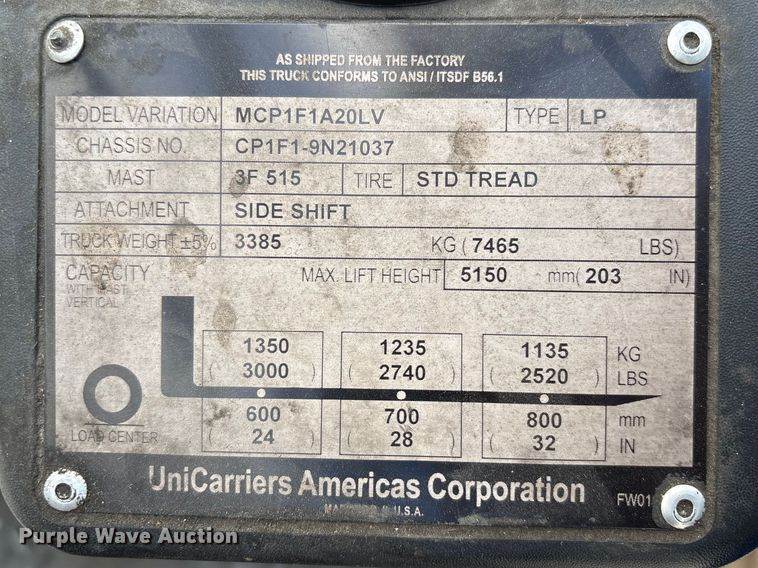 AS SHIPPED FROM THE FACTORY
THIS TRUCK CONFORMS TO ANSI / ITSDF B56.1
MODEL VARIATION MCP1F1A20LV TYPE LP
CHASSIS NO. CP1F1-9N21037
MAST 3F 515 TIRE STD TREAD
ATTACHMENT SIDE SHIFT
TRUCK WEIGHT ±5% 3385 KG ( 7465 LBS)
CAPACITY MAX. LIFT HEIGHT 5150 mm( 203 IN)
WITH MAST
VERTICAL
1350 1235 1135 KG
( 3000 ) ( 2740 ) ( 2520 ) LBS
600 700 800 mm
LOAD CENTER ( 24 ) ( 28 ) ( 32 ) IN
UniCarriers Americas Corporation FW01
U.S.A.
Purple Wave Auction